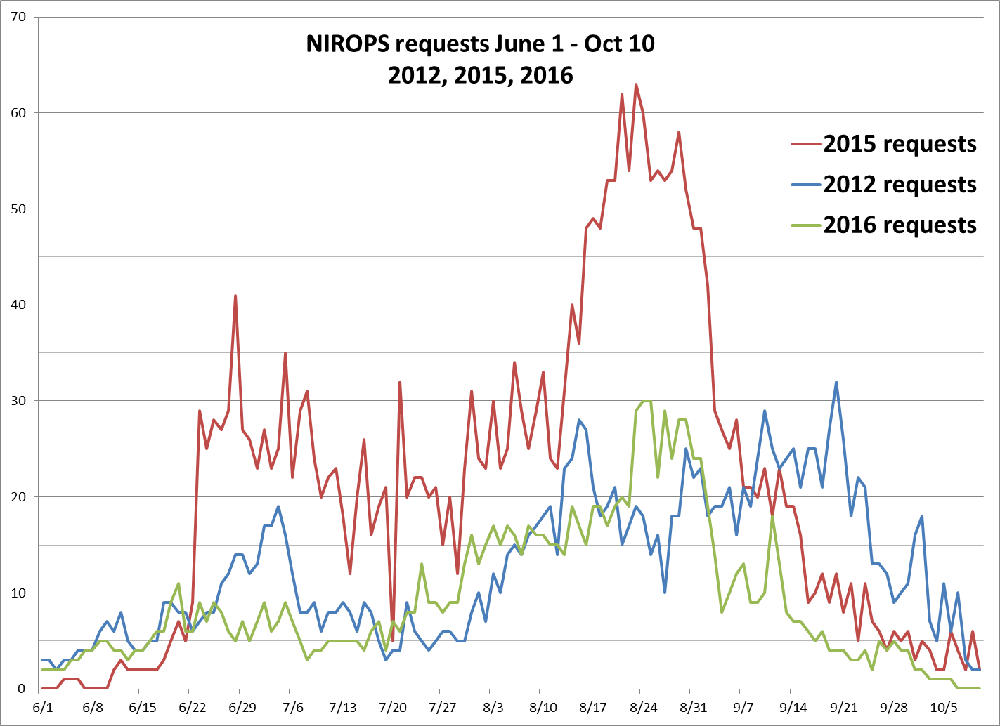 NIROPS requests June 1 - Oct 10
2012, 2015, 2016
70
60
50
40
30
20
10
0
2015 requests
2012 requests
2016 requests
6/1 6/8 6/15 6/22 6/29 7/6 7/13 7/20 7/27 8/3 8/10 8/17 8/24 8/31 9/7 9/14 9/21 9/28 10/5